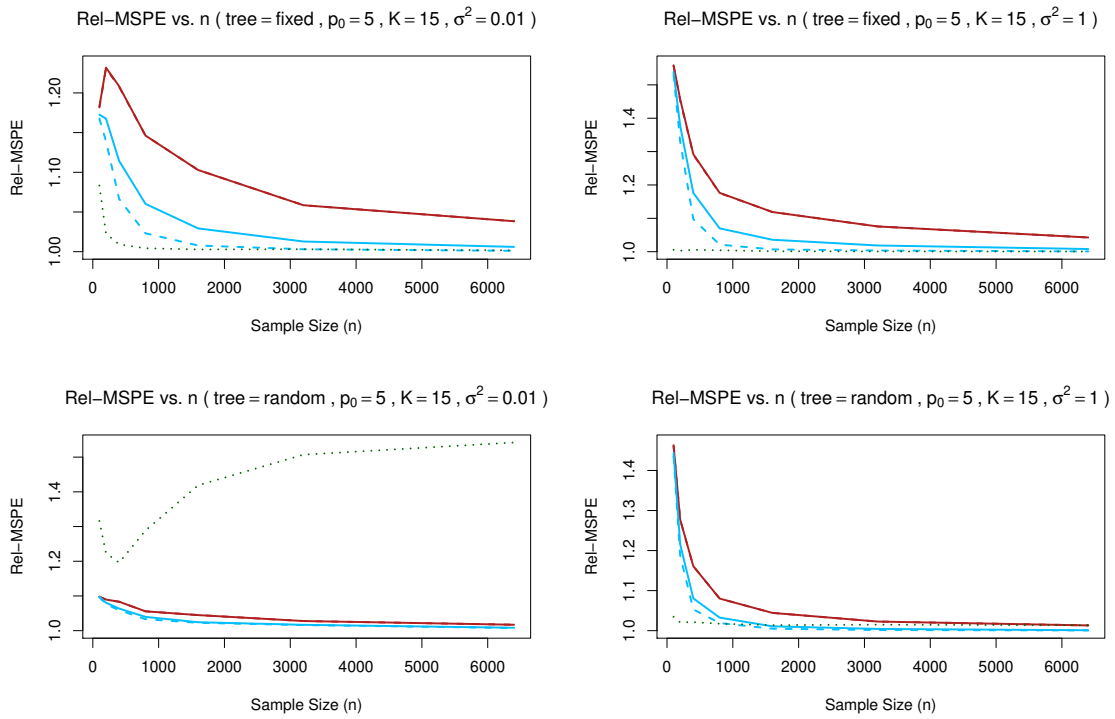 Rel−MSPE vs. n ( tree = fixed , p₀ = 5 , K = 15 , σ² = 0.01 )
Rel−MSPE
1.00 1.10 1.20
0 1000 2000 3000 4000 5000 6000
Sample Size (n)
Rel−MSPE vs. n ( tree = fixed , p₀ = 5 , K = 15 , σ² = 1 )
Rel−MSPE
1.0 1.2 1.4
0 1000 2000 3000 4000 5000 6000
Sample Size (n)
Rel−MSPE vs. n ( tree = random , p₀ = 5 , K = 15 , σ² = 0.01 )
Rel−MSPE
1.0 1.2 1.4
0 1000 2000 3000 4000 5000 6000
Sample Size (n)
Rel−MSPE vs. n ( tree = random , p₀ = 5 , K = 15 , σ² = 1 )
Rel−MSPE
1.0 1.1 1.2 1.3 1.4
0 1000 2000 3000 4000 5000 6000
Sample Size (n)